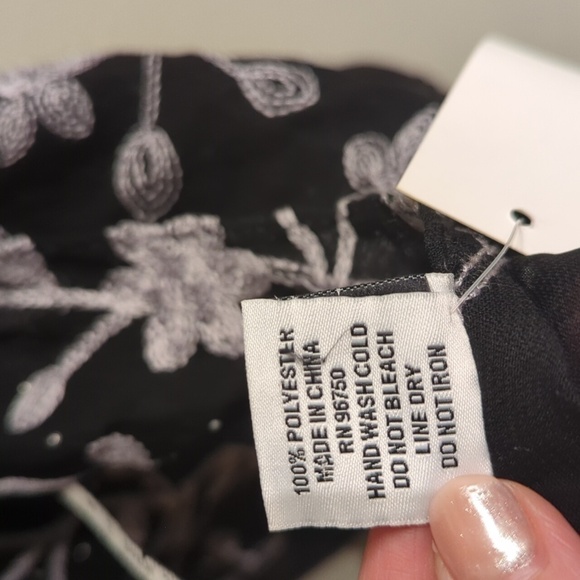 100% POLYESTER
MADE IN CHINA
RN 96750
HAND WASH COLD
DO NOT BLEACH
LINE DRY
DO NOT IRON